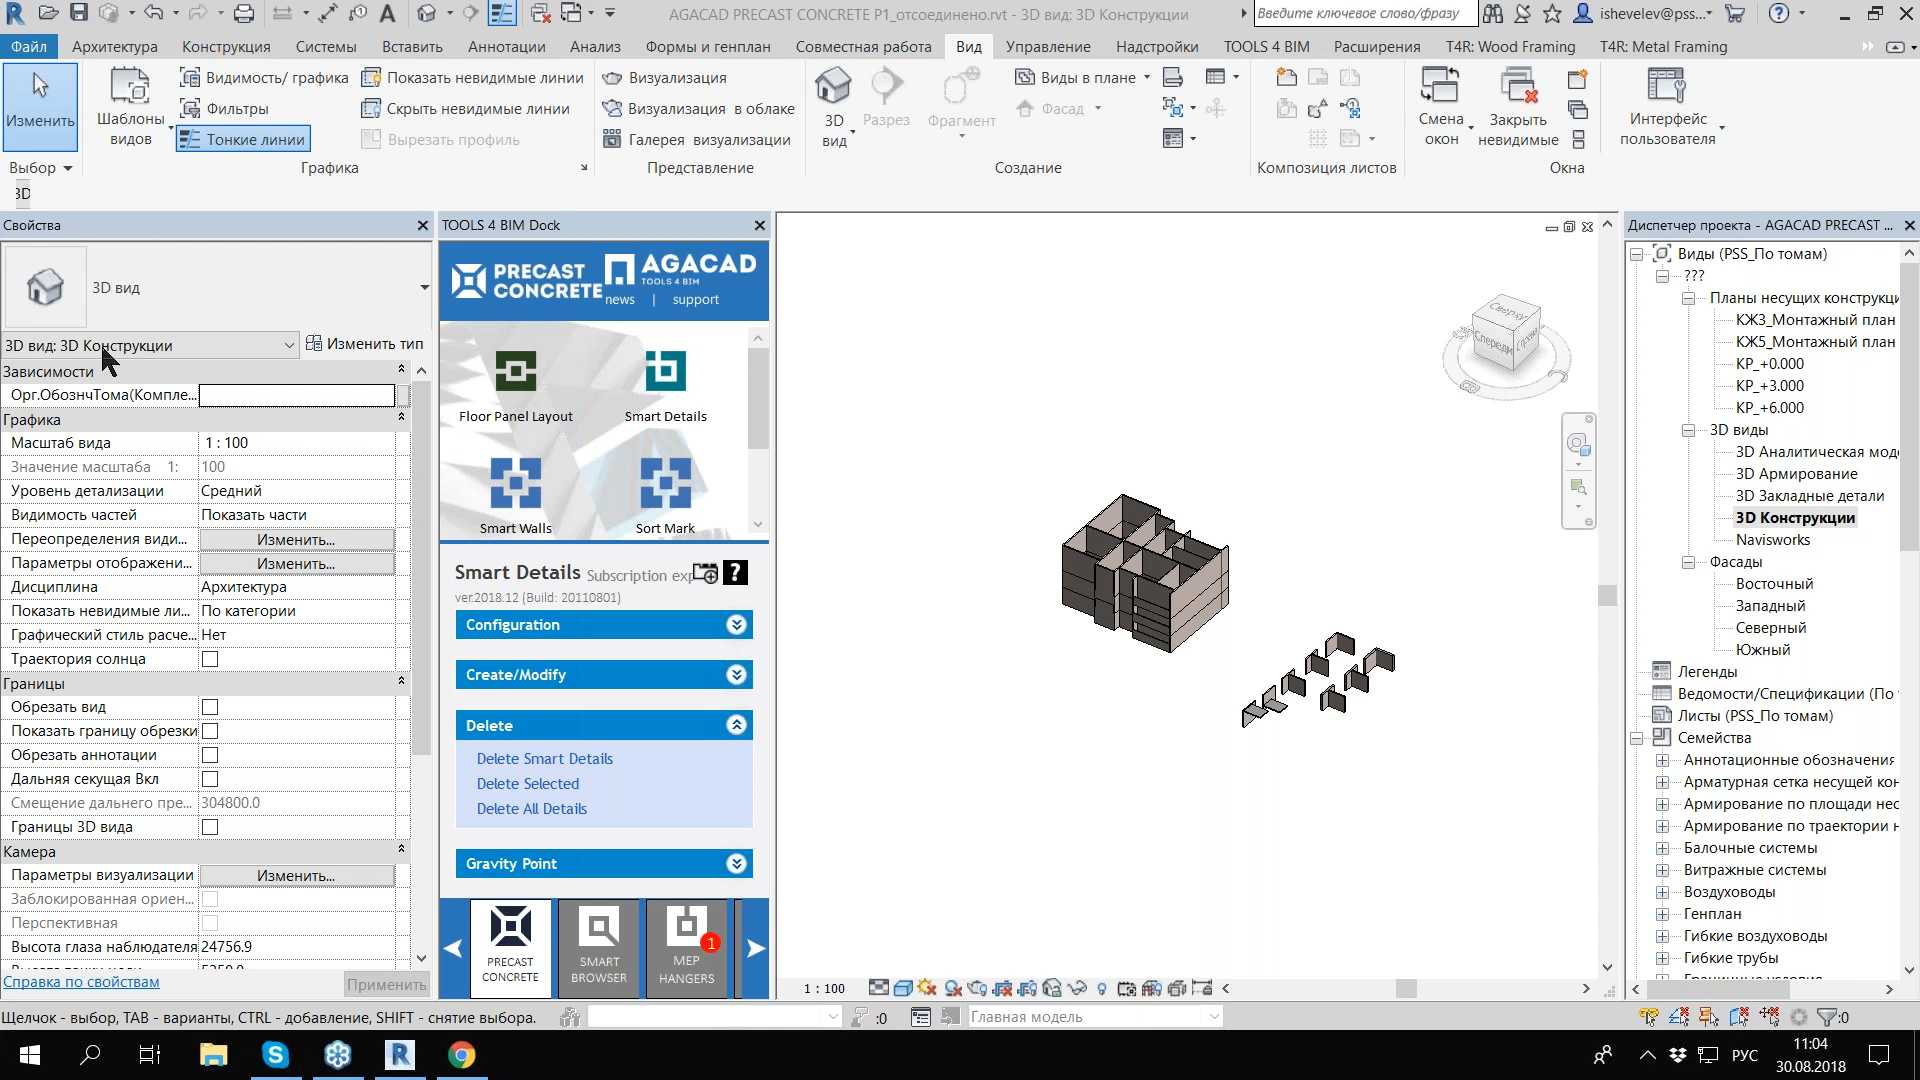 AGACAD PRECAST CONCRETE P1_отсоединено.rvt - 3D вид: 3D Конструкции
Введите ключевое слово/фразу
ishevelev@pss...
Файл
Архитектура
Конструкция
Системы
Вставить
Аннотации
Анализ
Формы и генплан
Совместная работа
Вид
Управление
Надстройки
TOOLS 4 BIM
Расширения
T4R: Wood Framing
T4R: Metal Framing
Изменить
Шаблоны видов
Видимость/ графика
Фильтры
Тонкие линии
Показать невидимые линии
Скрыть невидимые линии
Вырезать профиль
Визуализация
Визуализация в облаке
Галерея визуализации
3D вид
Разрез
Фрагмент
Виды в плане
Фасад
Смена окон
Закрыть невидимые
Интерфейс пользователя
Выбор
Графика
Представление
Создание
Композиция листов
Окна
3D
Свойства
3D вид
3D вид: 3D Конструкции
Изменить тип
Зависимости
Орг.ОбознчТома(Компле...
Графика
Масштаб вида 1 : 100
Значение масштаба 1: 100
Уровень детализации Средний
Видимость частей Показать части
Переопределения види... Изменить...
Параметры отображени... Изменить...
Дисциплина Архитектура
Показать невидимые ли... По категории
Графический стиль расче... Нет
Траектория солнца
Границы
Обрезать вид
Показать границу обрезки
Обрезать аннотации
Дальняя секущая Вкл
Смещение дальнего пре... 304800.0
Границы 3D вида
Камера
Параметры визуализации Изменить...
Заблокированная ориен...
Перспективная
Высота глаза наблюдателя 24756.9
Справка по свойствам
Применить
TOOLS 4 BIM Dock
PRECAST CONCRETE
AGACAD
TOOLS 4 BIM
news | support
Floor Panel Layout
Smart Details
Smart Walls
Sort Mark
Smart Details Subscription exp
?
ver.2018.12 (Build: 20110801)
Configuration
Create/Modify
Delete
Delete Smart Details
Delete Selected
Delete All Details
Gravity Point
PRECAST CONCRETE
SMART BROWSER
1
MEP HANGERS
Сверху
Спереди
Справа
1 : 100
Диспетчер проекта - AGACAD PRECAST ...
Виды (PSS_По томам)
???
Планы несущих конструкци
КЖ3_Монтажный план
КЖ5_Монтажный план
КР_+0.000
КР_+3.000
КР_+6.000
3D виды
3D Аналитическая мод
3D Армирование
3D Закладные детали
3D Конструкции
Navisworks
Фасады
Восточный
Западный
Северный
Южный
Легенды
Ведомости/Спецификации (По
Листы (PSS_По томам)
Семейства
Аннотационные обозначения
Арматурная сетка несущей кон
Армирование по площади нес
Армирование по траектории н
Балочные системы
Витражные системы
Воздуховоды
Генплан
Гибкие воздуховоды
Гибкие трубы
Щелчок - выбор, TAB - варианты, CTRL - добавление, SHIFT - снятие выбора.
:0
Главная модель
:0
РУС
11:04
30.08.2018